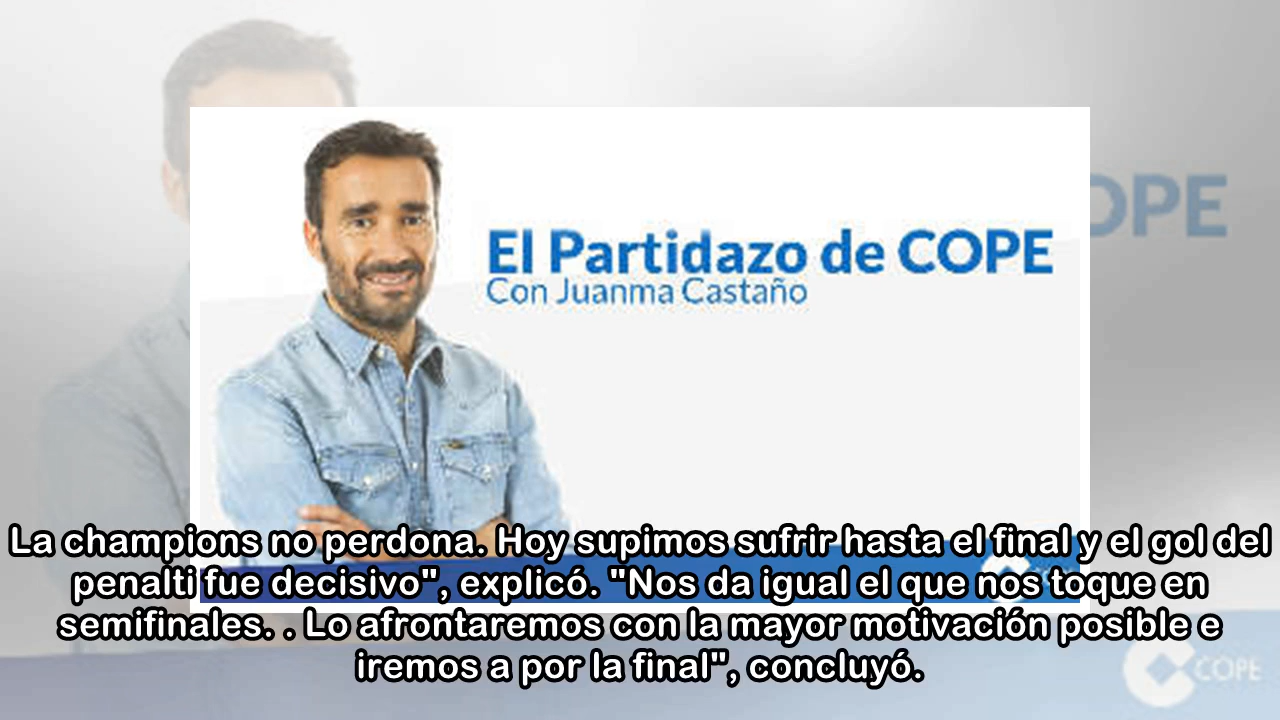 El Partidazo de COPE
Con Juanma Castaño
OPE
La champions no perdona. Hoy supimos sufrir hasta el final y el gol del
penalti fue decisivo", explicó. "Nos da igual el que nos toque en
semifinales. . Lo afrontaremos con la mayor motivación posible e
iremos a por la final", concluyó.
COPE